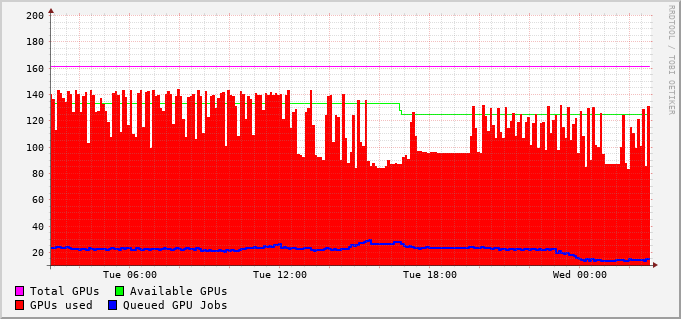 200
180
160
140
120
100
80
60
40
20
Tue 06:00 Tue 12:00 Tue 18:00 Wed 00:00
Total GPUs Available GPUs
GPUs used Queued GPU Jobs
RRDTOOL / TOBI OETIKER